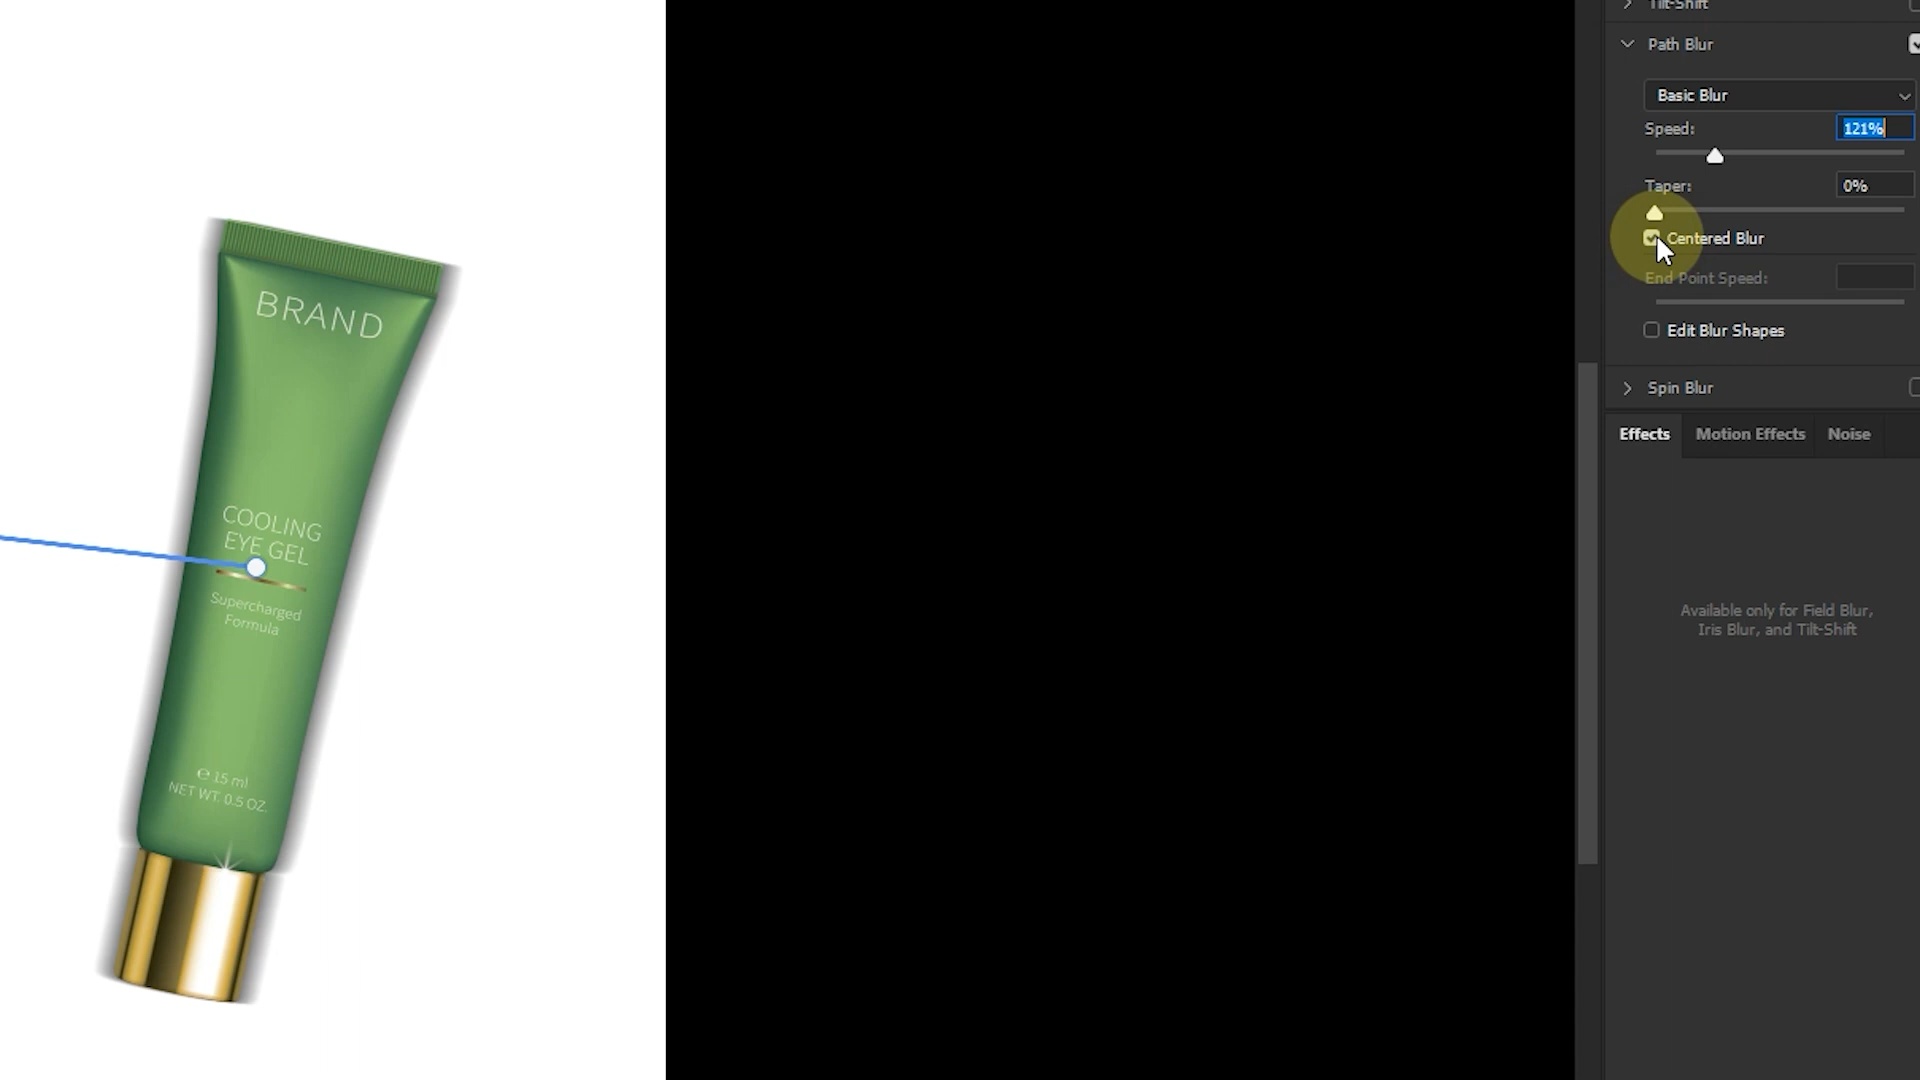 Tilt-Shift
Path Blur
Basic Blur
Speed:
121%
Taper:
0%
Centered Blur
End Point Speed:
Edit Blur Shapes
Spin Blur
Effects
Motion Effects
Noise
Available only for Field Blur,
Iris Blur, and Tilt-Shift
BRAND
COOLING
EYE GEL
Supercharged
Formula
℮ 15 ml
NET WT. 0.5 OZ.